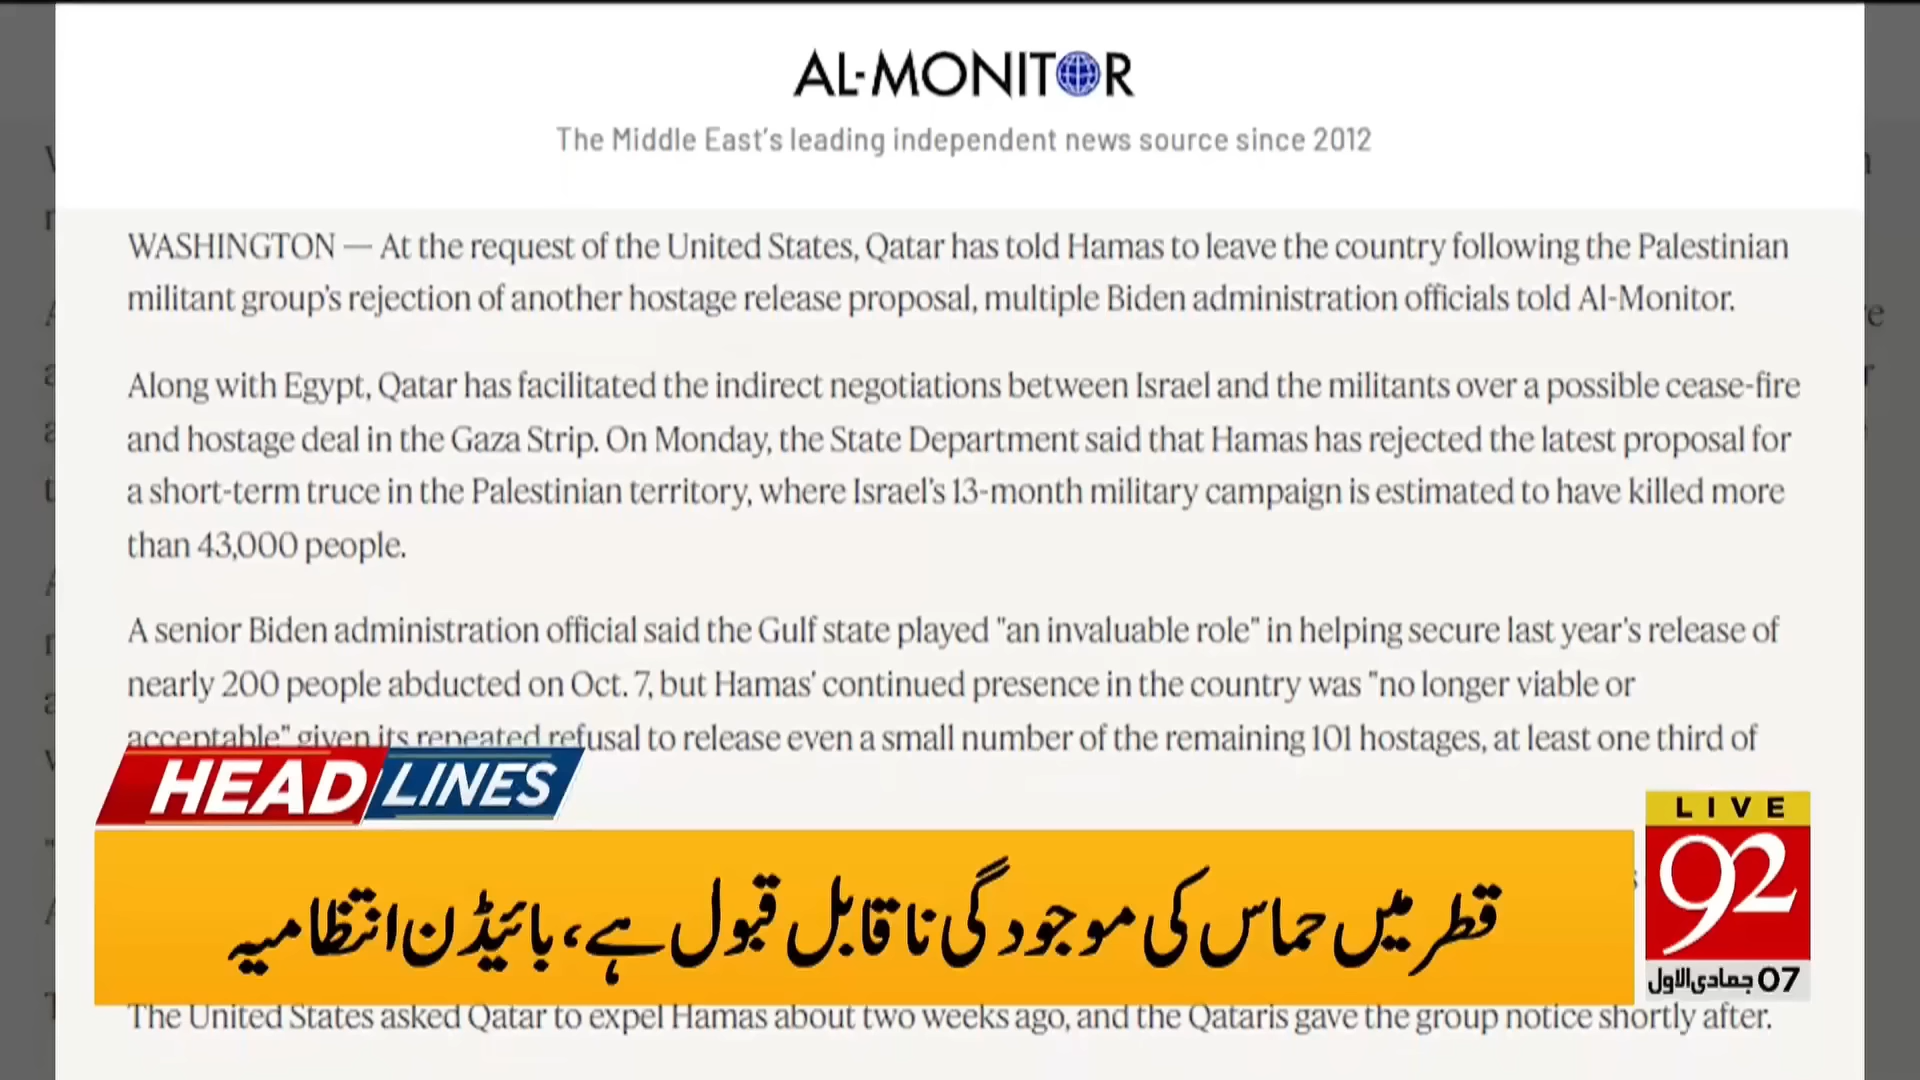 AL-MONITOR
The Middle East's leading independent news source since 2012
WASHINGTON — At the request of the United States, Qatar has told Hamas to leave the country following the Palestinian
militant group's rejection of another hostage release proposal, multiple Biden administration officials told Al-Monitor.
Along with Egypt, Qatar has facilitated the indirect negotiations between Israel and the militants over a possible cease-fire
and hostage deal in the Gaza Strip. On Monday, the State Department said that Hamas has rejected the latest proposal for
a short-term truce in the Palestinian territory, where Israel's 13-month military campaign is estimated to have killed more
than 43,000 people.
A senior Biden administration official said the Gulf state played "an invaluable role" in helping secure last year's release of
nearly 200 people abducted on Oct. 7, but Hamas' continued presence in the country was "no longer viable or
acceptable" given its repeated refusal to release even a small number of the remaining 101 hostages, at least one third of
HEADLINES
LIVE
92
قطر میں حماس کی موجودگی ناقابل قبول ہے، بائیڈن انتظامیہ
07 جمادی الاول
The United States asked Qatar to expel Hamas about two weeks ago, and the Qataris gave the group notice shortly after.